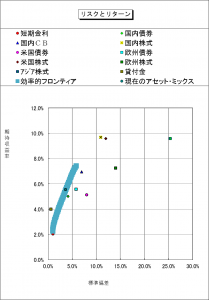 リスクとリターン
短期金利 国内債券
国内CB 国内株式
米国債券 欧州債券
米国株式 欧州株式
アジア株式 貸付金
効率的フロンティア 現在のアセット・ミックス
12.0%
10.0%
8.0%
6.0%
4.0%
2.0%
0.0%
0.0% 5.0% 10.0% 15.0% 20.0% 25.0% 30.0%
期待収益率
標準偏差